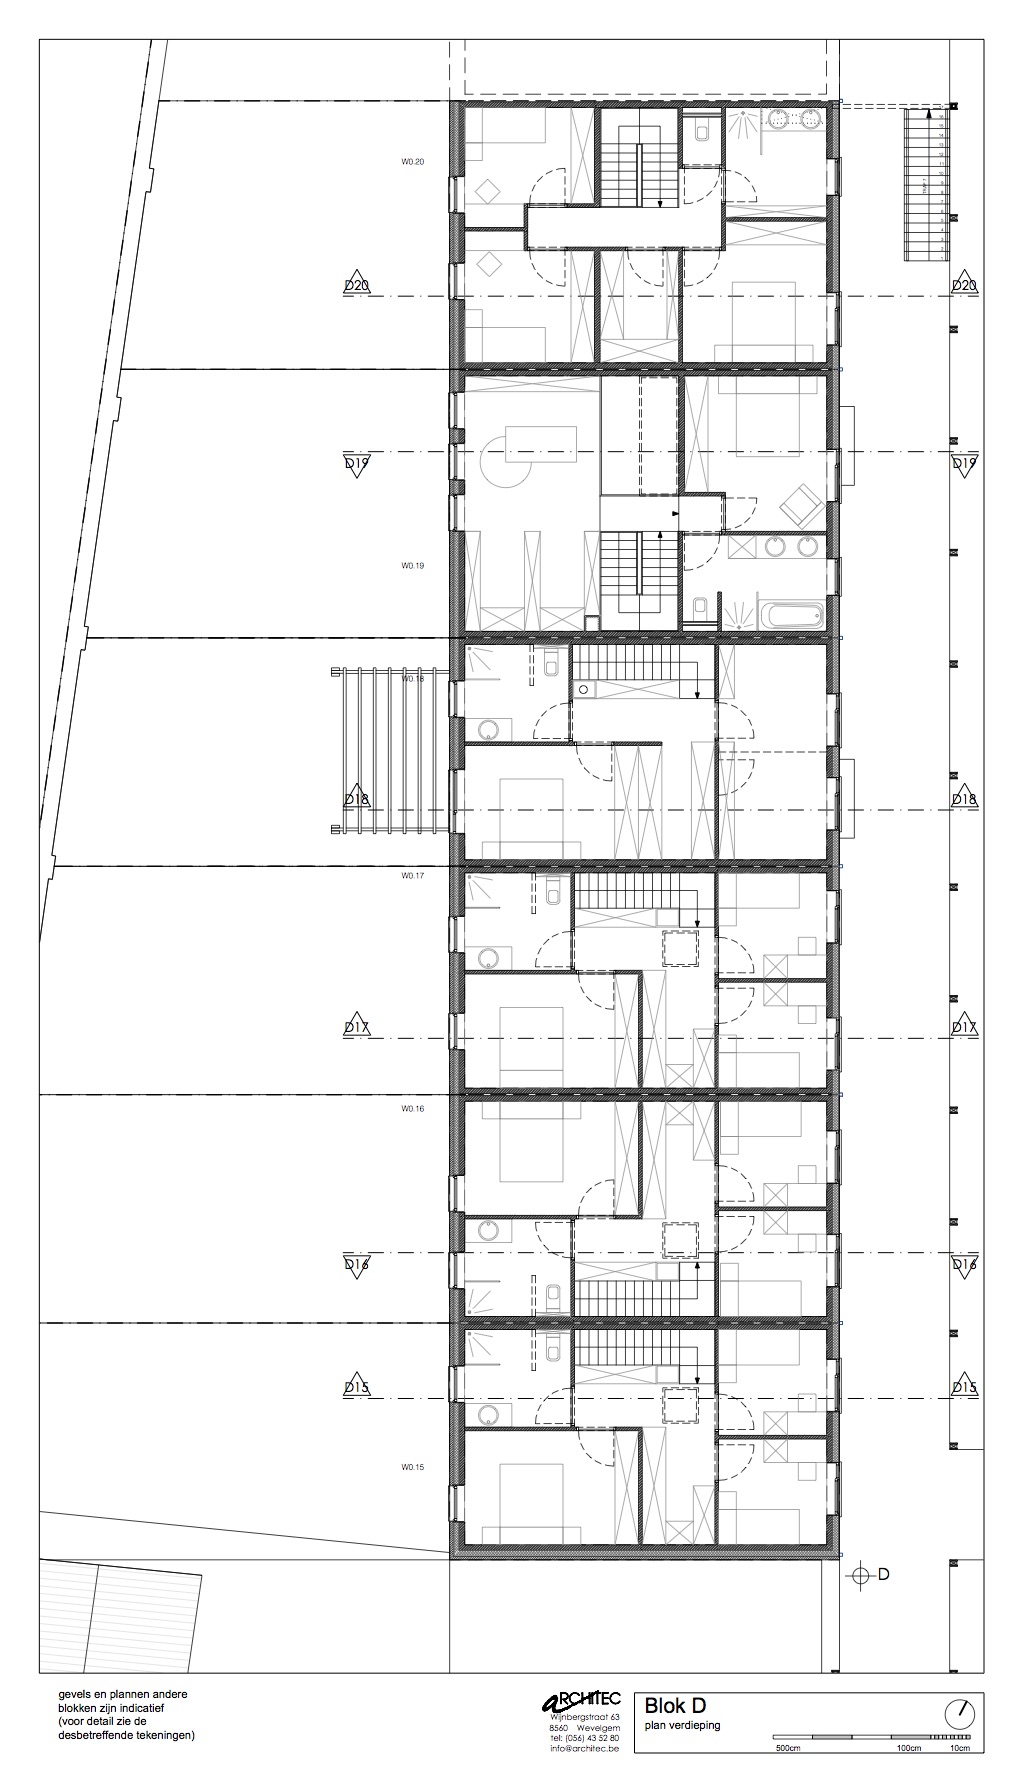 W0.20
D20
D20
D19
D19
W0.19
W0.18
D18
D18
W0.17
D17
D17
W0.16
D16
D16
D15
D15
W0.15
D
gevels en plannen andere
blokken zijn indicatief
(voor detail zie de
desbetreffende tekeningen)
aRCHITEC
Wijnbergstraat 63
8560 Wevelgem
tel: (056) 43 52 80
info@architec.be
Blok D
plan verdieping
500cm 100cm 10cm